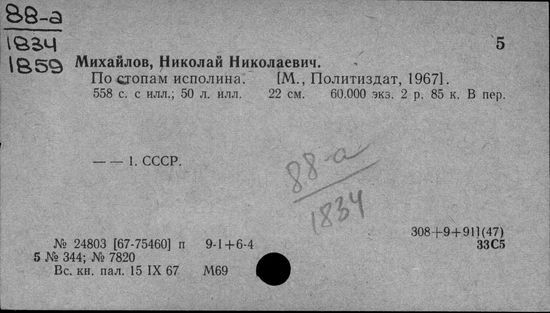 88-а
1834
1859
5
Михайлов, Николай Николаевич.
По стопам исполина. [М., Политиздат, 1967].
558 с. с илл.; 50 л. илл. 22 см. 60.000 экз. 2 р. 85 к. В пер.
— — 1. СССР.
88-а
1834
308+9+911(47)
№ 24803 [67-75460] п 9-1+6-4 33С5
5 № 344; № 7820
Вс. кн. пал. 15 IX 67 М69